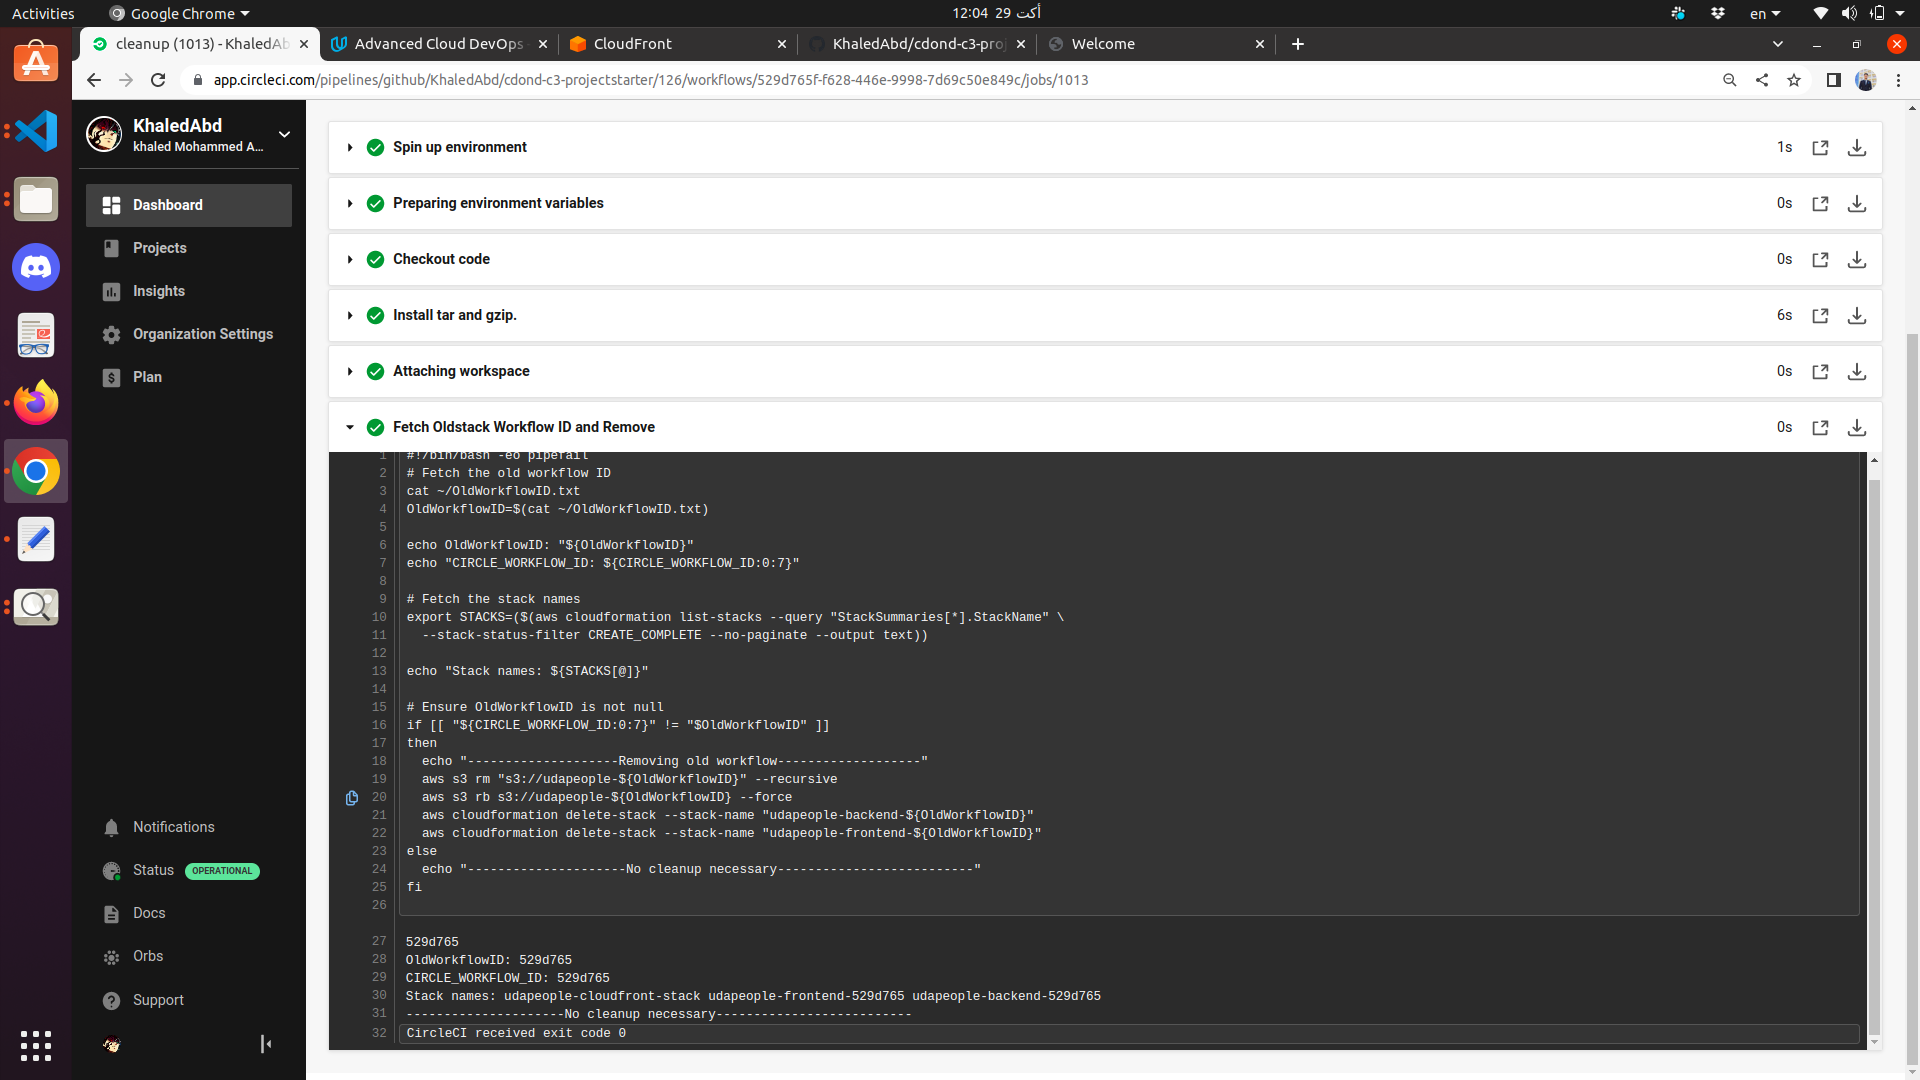 Activities
Google Chrome
12:04 29 أكت
en
cleanup (1013) - KhaledAb
Advanced Cloud DevOps
CloudFront
KhaledAbd/cdond-c3-proj
Welcome
app.circleci.com/pipelines/github/KhaledAbd/cdond-c3-projectstarter/126/workflows/529d765f-f628-446e-9998-7d69c50e849c/jobs/1013
KhaledAbd
khaled Mohammed A...
Dashboard
Projects
Insights
Organization Settings
Plan
Notifications
Status OPERATIONAL
Docs
Orbs
Support
Spin up environment 1s
Preparing environment variables 0s
Checkout code 0s
Install tar and gzip. 6s
Attaching workspace 0s
Fetch Oldstack Workflow ID and Remove 0s
1 #!/bin/bash -eo pipefail
2 # Fetch the old workflow ID
3 cat ~/OldWorkflowID.txt
4 OldWorkflowID=$(cat ~/OldWorkflowID.txt)
5
6 echo OldWorkflowID: "${OldWorkflowID}"
7 echo "CIRCLE_WORKFLOW_ID: ${CIRCLE_WORKFLOW_ID:0:7}"
8
9 # Fetch the stack names
10 export STACKS=($(aws cloudformation list-stacks --query "StackSummaries[*].StackName" \
11 --stack-status-filter CREATE_COMPLETE --no-paginate --output text))
12
13 echo "Stack names: ${STACKS[@]}"
14
15 # Ensure OldWorkflowID is not null
16 if [[ "${CIRCLE_WORKFLOW_ID:0:7}" != "$OldWorkflowID" ]]
17 then
18 echo "--------------------Removing old workflow-------------------"
19 aws s3 rm "s3://udapeople-${OldWorkflowID}" --recursive
20 aws s3 rb s3://udapeople-${OldWorkflowID} --force
21 aws cloudformation delete-stack --stack-name "udapeople-backend-${OldWorkflowID}"
22 aws cloudformation delete-stack --stack-name "udapeople-frontend-${OldWorkflowID}"
23 else
24 echo "---------------------No cleanup necessary--------------------------"
25 fi
26
27 529d765
28 OldWorkflowID: 529d765
29 CIRCLE_WORKFLOW_ID: 529d765
30 Stack names: udapeople-cloudfront-stack udapeople-frontend-529d765 udapeople-backend-529d765
31 ---------------------No cleanup necessary--------------------------
32 CircleCI received exit code 0